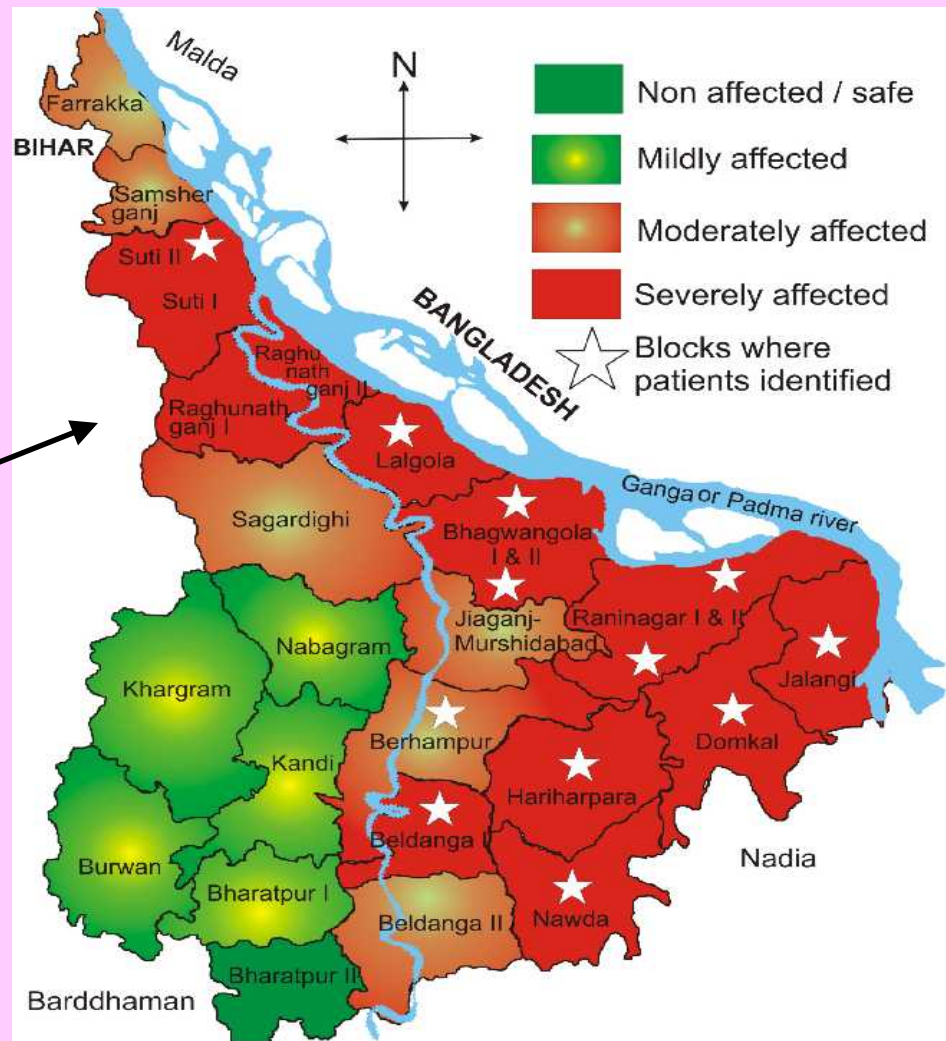 Malda
N
Non affected / safe
Mildly affected
Moderately affected
Severely affected
Blocks where
patients identified
Farrakka
BIHAR
Samsher
ganj
Suti II
Suti I
BANGLADESH
Raghu
nath
ganj II
Raghunath
ganj I
Lalgola
Ganga or Padma river
Sagardighi
Bhagwangola
I & II
Jiaganj-
Murshidabad
Raninagar I & II
Nabagram
Khargram
Jalangi
Berhampur
Domkal
Kandi
Hariharpara
Beldanga I
Nadia
Burwan
Bharatpur I
Nawda
Beldanga II
Bharatpur II
Barddhaman